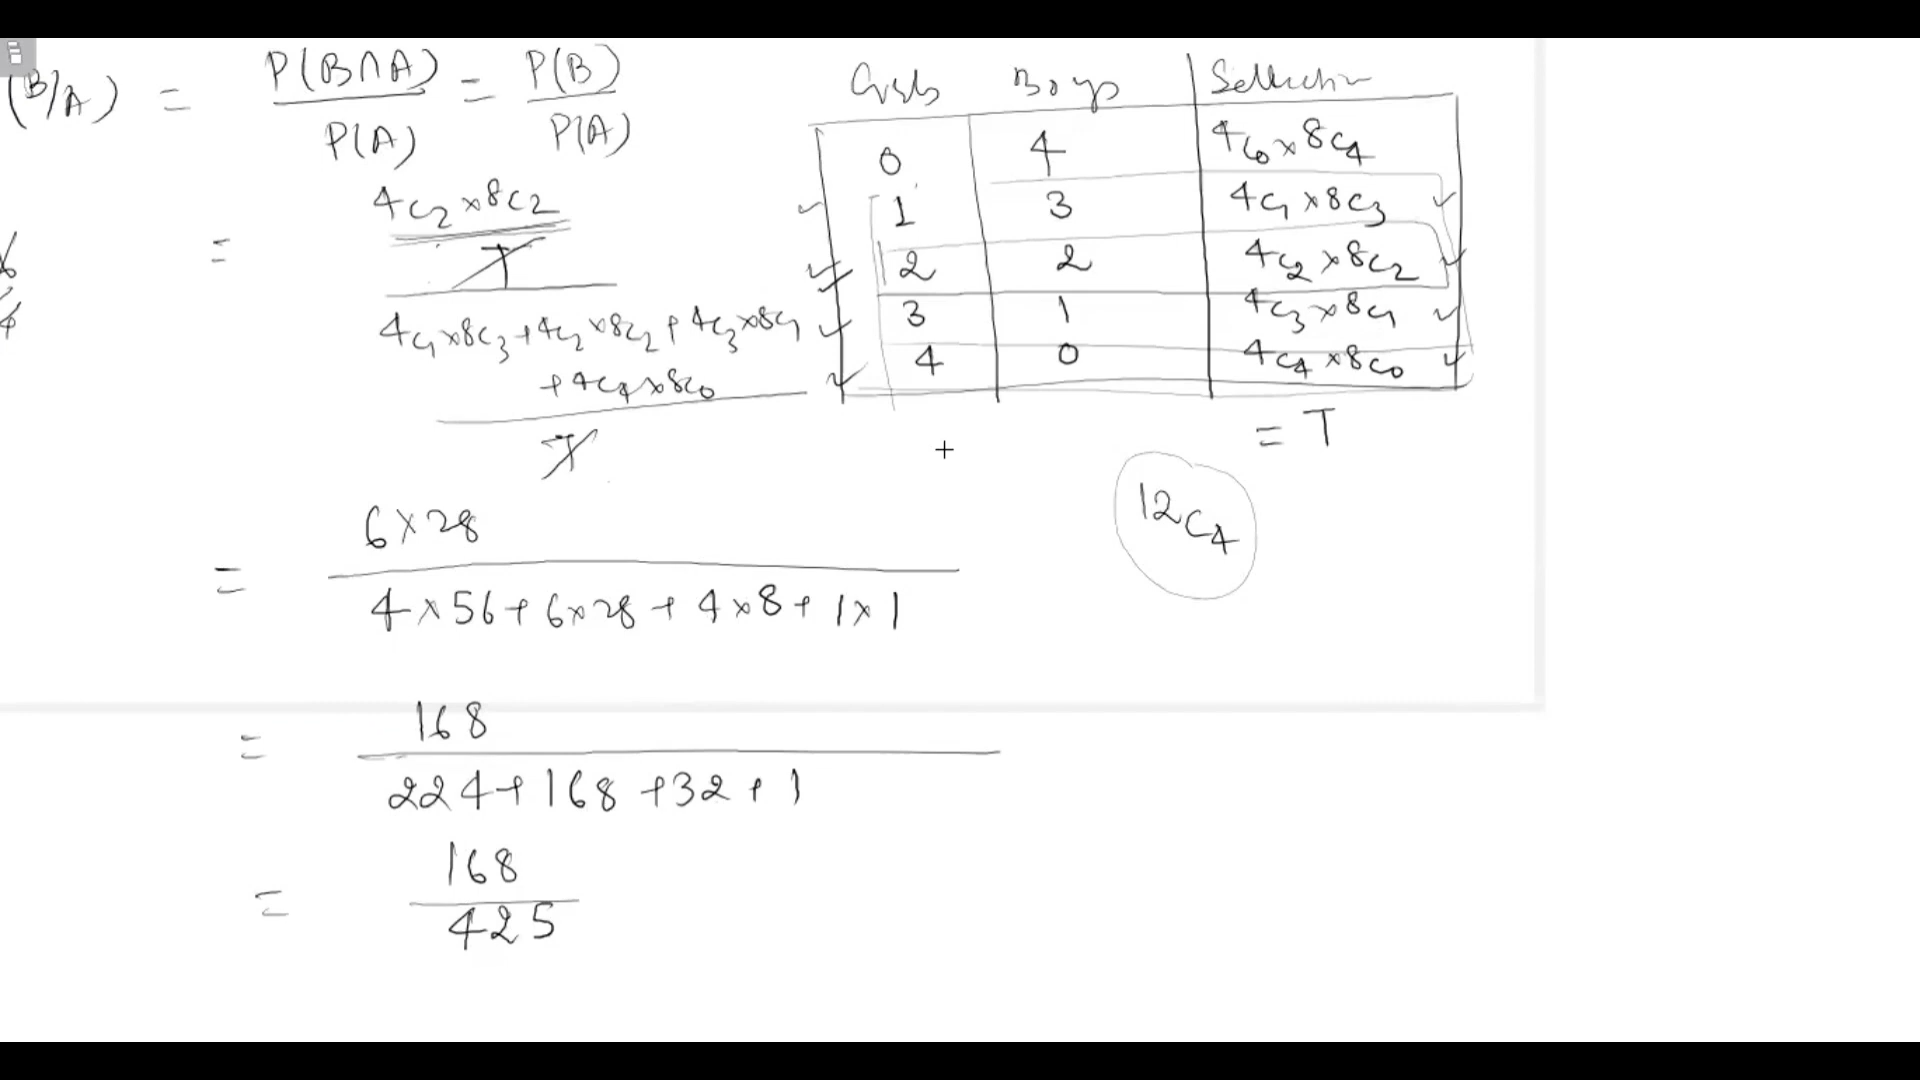 (B/A) = P(B∩A) / P(A) = P(B) / P(A)
= 4C2×8C2 / T
4C1×8C3+4C2×8C2+4C3×8C1
+4C4×8C0
T
= 6×28
4×56+6×28+4×8+1×1
= 168
224+168+32+1
= 168
425
Girls Boys Sellection
0 4 4C0×8C4
1 3 4C1×8C3
2 2 4C2×8C2
3 1 4C3×8C1
4 0 4C4×8C0
= T
12C4